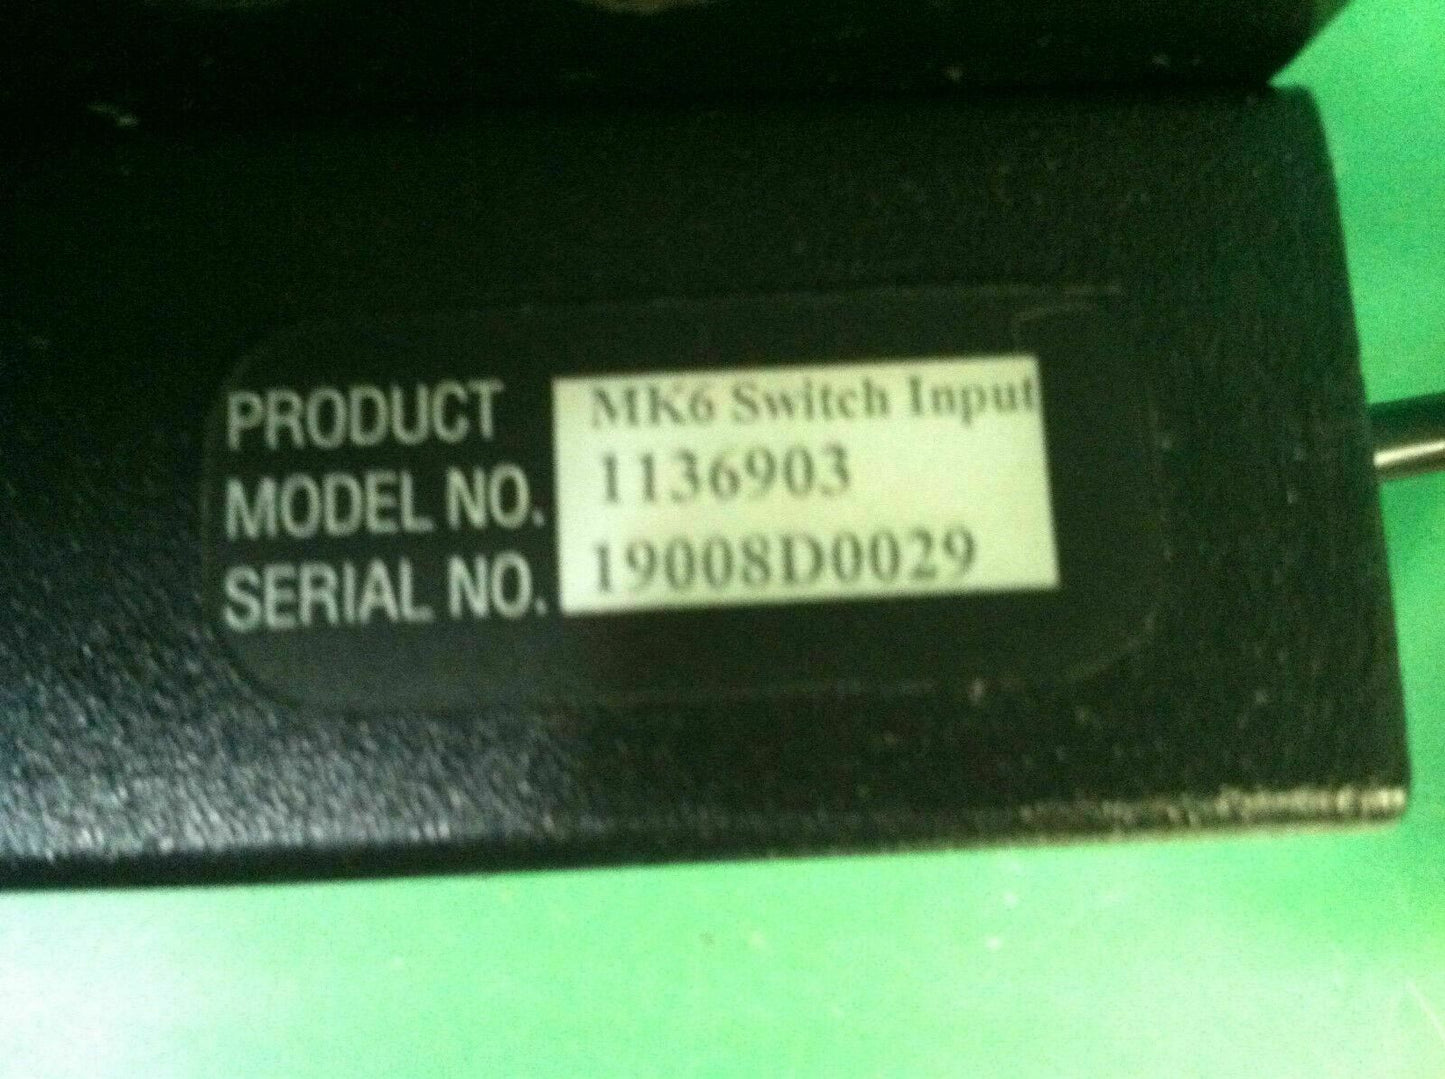 PRODUCT MK6 Switch Input
MODEL NO. 1136903
SERIAL NO. 19008D0029